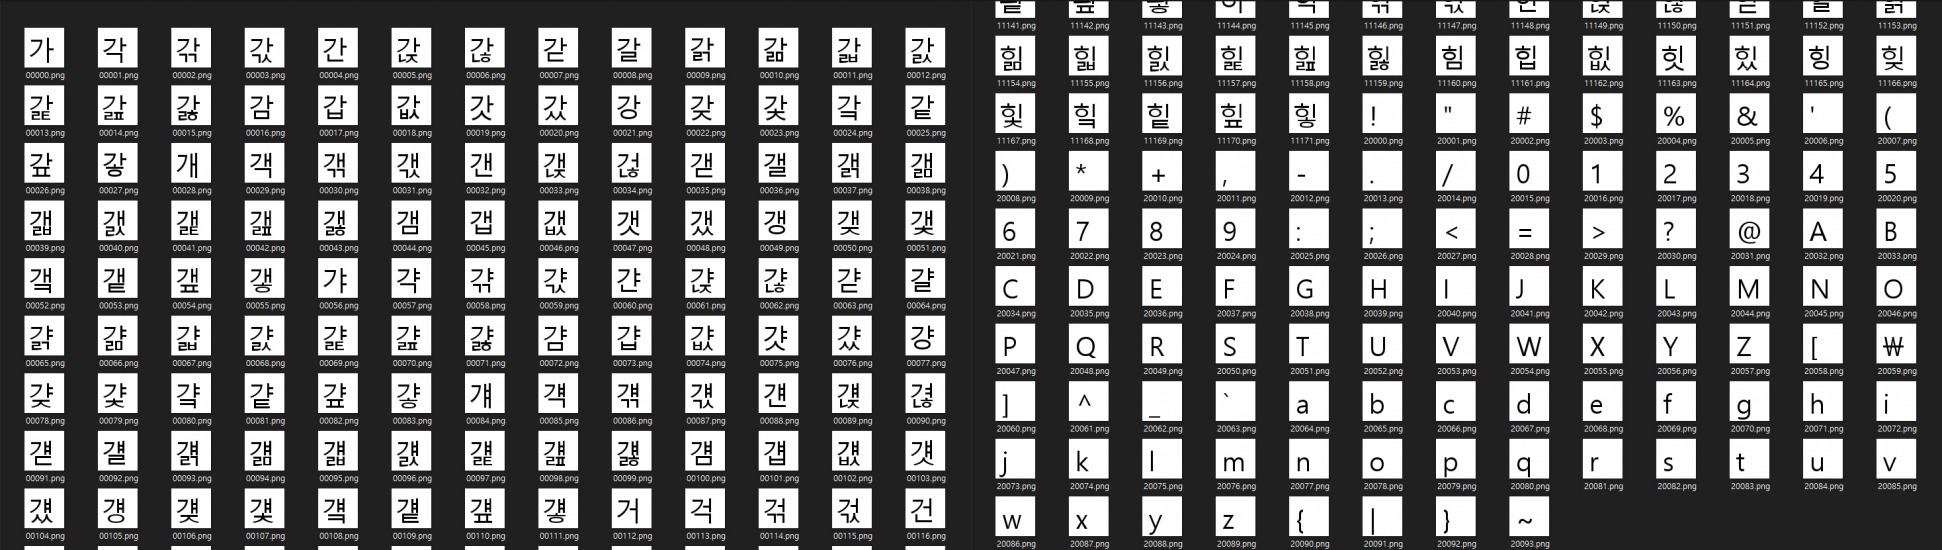 가 각 갂 갃 간 갅 갆 갇 갈 갉 갊 갋 갌
00000.png 00001.png 00002.png 00003.png 00004.png 00005.png 00006.png 00007.png 00008.png 00009.png 00010.png 00011.png 00012.png
갍 갎 갏 감 갑 값 갓 갔 강 갖 갗 갘 같
00013.png 00014.png 00015.png 00016.png 00017.png 00018.png 00019.png 00020.png 00021.png 00022.png 00023.png 00024.png 00025.png
갚 갛 개 객 갞 갟 갠 갡 갢 갣 갤 갥 갦
00026.png 00027.png 00028.png 00029.png 00030.png 00031.png 00032.png 00033.png 00034.png 00035.png 00036.png 00037.png 00038.png
갧 갨 갩 갪 갫 갬 갭 갮 갯 갰 갱 갲 갳
00039.png 00040.png 00041.png 00042.png 00043.png 00044.png 00045.png 00046.png 00047.png 00048.png 00049.png 00050.png 00051.png
갴 갵 갶 갷 갸 갹 갺 갻 갼 갽 갾 갿 걀
00052.png 00053.png 00054.png 00055.png 00056.png 00057.png 00058.png 00059.png 00060.png 00061.png 00062.png 00063.png 00064.png
걁 걂 걃 걄 걅 걆 걇 걈 걉 걊 걋 걌 걍
00065.png 00066.png 00067.png 00068.png 00069.png 00070.png 00071.png 00072.png 00073.png 00074.png 00075.png 00076.png 00077.png
걎 걏 걐 걑 걒 걓 걔 걕 걖 걗 걘 걙 걚
00078.png 00079.png 00080.png 00081.png 00082.png 00083.png 00084.png 00085.png 00086.png 00087.png 00088.png 00089.png 00090.png
걛 걜 걝 걞 걟 걠 걡 걢 걣 걤 걥 걦 걧
00091.png 00092.png 00093.png 00094.png 00095.png 00096.png 00097.png 00098.png 00099.png 00100.png 00101.png 00102.png 00103.png
걨 걩 걪 걫 걬 걭 걮 걯 거 걱 걲 걳 건
00104.png 00105.png 00106.png 00107.png 00108.png 00109.png 00110.png 00111.png 00112.png 00113.png 00114.png 00115.png 00116.png
11141.png 11142.png 11143.png 11144.png 11145.png 11146.png 11147.png 11148.png 11149.png 11150.png 11151.png 11152.png 11153.png
힒 힓 힔 힕 힖 힗 힘 힙 힚 힛 힜 힝 힞
11154.png 11155.png 11156.png 11157.png 11158.png 11159.png 11160.png 11161.png 11162.png 11163.png 11164.png 11165.png 11166.png
힟 힠 힡 힢 힣 ! " # $ % & ' (
11167.png 11168.png 11169.png 11170.png 11171.png 20000.png 20001.png 20002.png 20003.png 20004.png 20005.png 20006.png 20007.png
) * + , - . / 0 1 2 3 4 5
20008.png 20009.png 20010.png 20011.png 20012.png 20013.png 20014.png 20015.png 20016.png 20017.png 20018.png 20019.png 20020.png
6 7 8 9 : ; < = > ? @ A B
20021.png 20022.png 20023.png 20024.png 20025.png 20026.png 20027.png 20028.png 20029.png 20030.png 20031.png 20032.png 20033.png
C D E F G H I J K L M N O
20034.png 20035.png 20036.png 20037.png 20038.png 20039.png 20040.png 20041.png 20042.png 20043.png 20044.png 20045.png 20046.png
P Q R S T U V W X Y Z [ ₩
20047.png 20048.png 20049.png 20050.png 20051.png 20052.png 20053.png 20054.png 20055.png 20056.png 20057.png 20058.png 20059.png
] ^ _ ` a b c d e f g h i
20060.png 20061.png 20062.png 20063.png 20064.png 20065.png 20066.png 20067.png 20068.png 20069.png 20070.png 20071.png 20072.png
j k l m n o p q r s t u v
20073.png 20074.png 20075.png 20076.png 20077.png 20078.png 20079.png 20080.png 20081.png 20082.png 20083.png 20084.png 20085.png
w x y z { | } ~
20086.png 20087.png 20088.png 20089.png 20090.png 20091.png 20092.png 20093.png